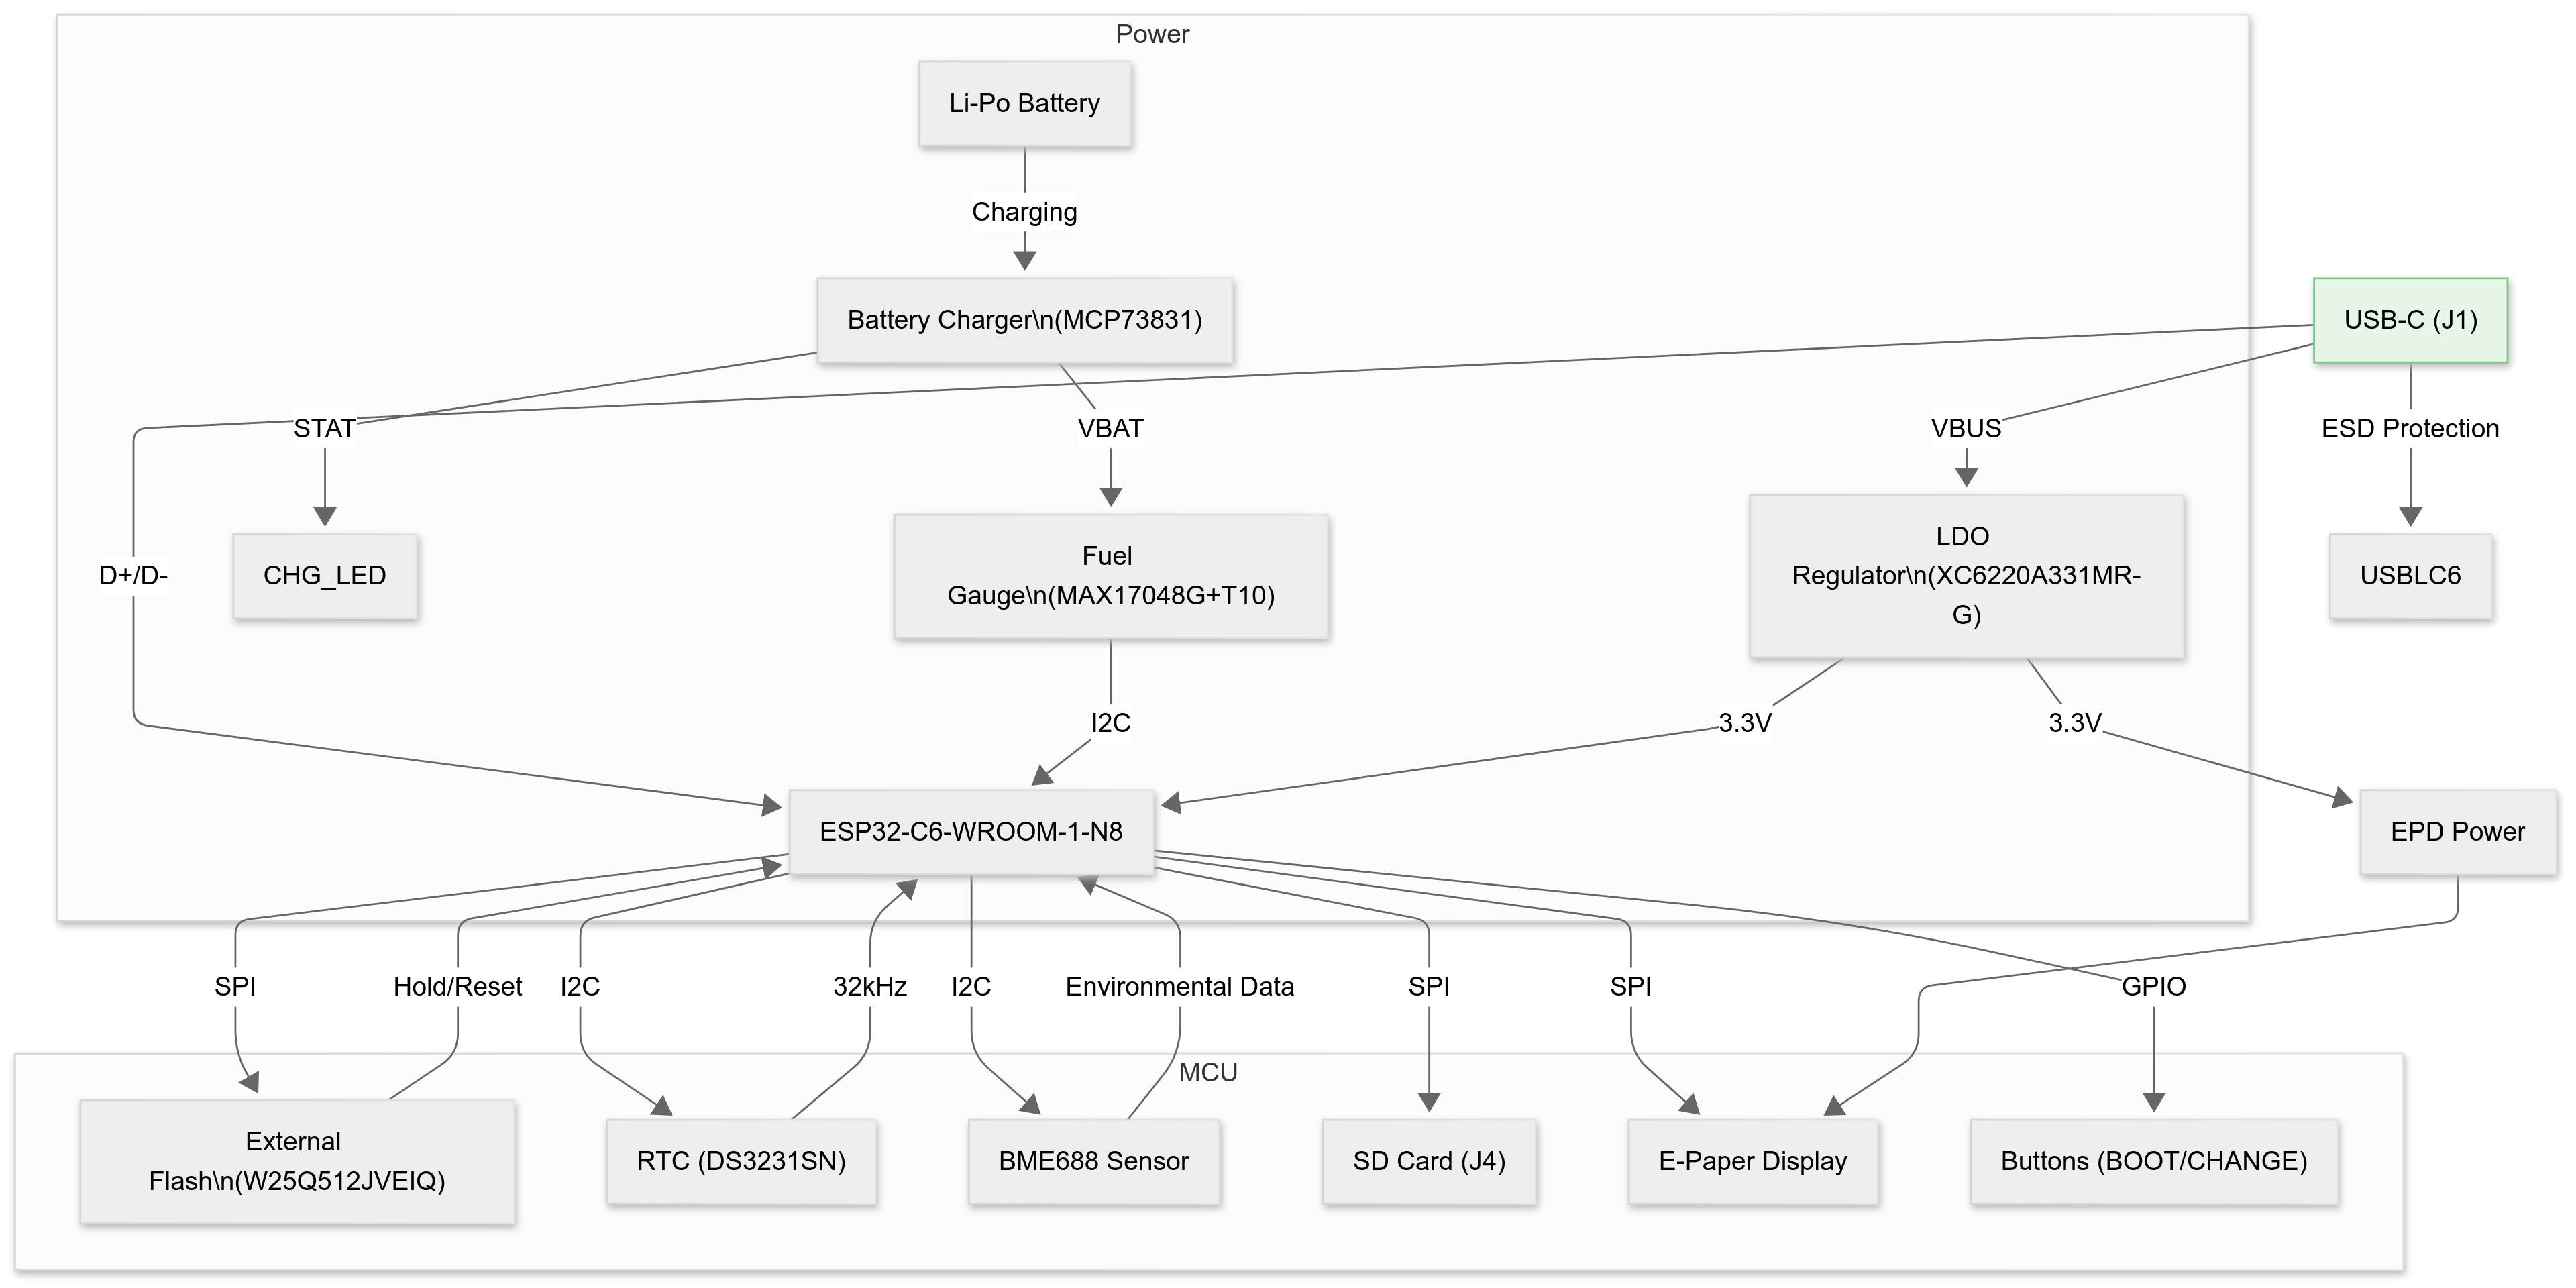 Power
Li-Po Battery
Charging
Battery Charger\n(MCP73831)
USB-C (J1)
STAT
VBAT
VBUS
ESD Protection
D+/D-
CHG_LED
Fuel
Gauge\n(MAX17048G+T10)
LDO
Regulator\n(XC6220A331MR-
G)
USBLC6
I2C
3.3V
3.3V
ESP32-C6-WROOM-1-N8
EPD Power
SPI
Hold/Reset
I2C
32kHz
I2C
Environmental Data
SPI
SPI
GPIO
MCU
External
Flash\n(W25Q512JVEIQ)
RTC (DS3231SN)
BME688 Sensor
SD Card (J4)
E-Paper Display
Buttons (BOOT/CHANGE)